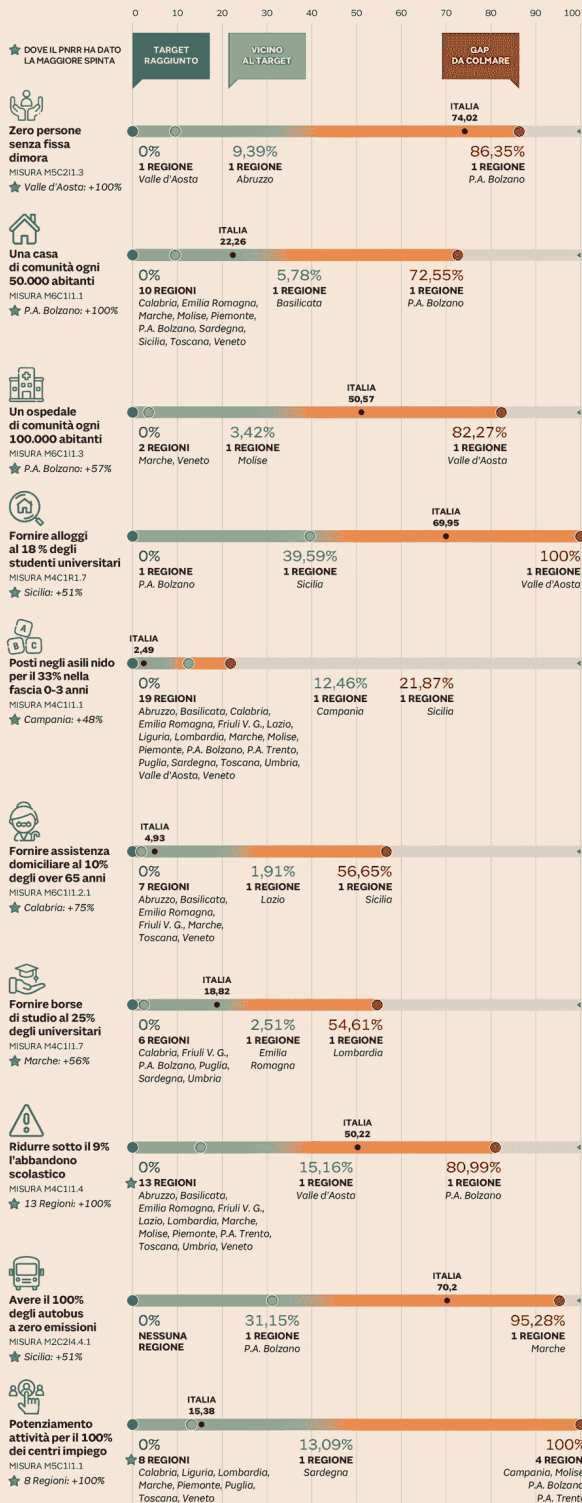 0 10 20 30 40 50 60 70 80 90 100
DOVE IL PNRR HA DATO
LA MAGGIORE SPINTA
TARGET
RAGGIUNTO
VICINO
AL TARGET
GAP
DA COLMARE
Zero persone
senza fissa
dimora
MISURA M5C2I1.3
Valle d'Aosta: +100%
ITALIA
74,02
0%
1 REGIONE
Valle d'Aosta
9,39%
1 REGIONE
Abruzzo
86,35%
1 REGIONE
P.A. Bolzano
Una casa
di comunità ogni
50.000 abitanti
MISURA M6C1I1.1
P.A. Bolzano: +100%
ITALIA
22,26
0%
10 REGIONI
Calabria, Emilia Romagna,
Marche, Molise, Piemonte,
P.A. Bolzano, Sardegna,
Sicilia, Toscana, Veneto
5,78%
1 REGIONE
Basilicata
72,55%
1 REGIONE
P.A. Bolzano
Un ospedale
di comunità ogni
100.000 abitanti
MISURA M6C1I1.3
P.A. Bolzano: +57%
ITALIA
50,57
0%
2 REGIONI
Marche, Veneto
3,42%
1 REGIONE
Molise
82,27%
1 REGIONE
Valle d'Aosta
Fornire alloggi
al 18 % degli
studenti universitari
MISURA M4C1R1.7
Sicilia: +51%
ITALIA
69,95
0%
1 REGIONE
P.A. Bolzano
39,59%
1 REGIONE
Sicilia
100%
1 REGIONE
Valle d'Aosta
A
B C
Posti negli asili nido
per il 33% nella
fascia 0-3 anni
MISURA M4C1I1.1
Campania: +48%
ITALIA
2,49
0%
19 REGIONI
Abruzzo, Basilicata, Calabria,
Emilia Romagna, Friuli V. G., Lazio,
Liguria, Lombardia, Marche, Molise,
Piemonte, P.A. Bolzano, P.A. Trento,
Puglia, Sardegna, Toscana, Umbria,
Valle d'Aosta, Veneto
12,46%
1 REGIONE
Campania
21,87%
1 REGIONE
Sicilia
Fornire assistenza
domiciliare al 10%
degli over 65 anni
MISURA M6C1I1.2.1
Calabria: +75%
ITALIA
4,93
0%
7 REGIONI
Abruzzo, Basilicata,
Emilia Romagna,
Friuli V. G., Marche,
Toscana, Veneto
1,91%
1 REGIONE
Lazio
56,65%
1 REGIONE
Sicilia
Fornire borse
di studio al 25%
degli universitari
MISURA M4C1I1.7
Marche: +56%
ITALIA
18,82
0%
6 REGIONI
Calabria, Friuli V. G.,
P.A. Bolzano, Puglia,
Sardegna, Umbria
2,51%
1 REGIONE
Emilia
Romagna
54,61%
1 REGIONE
Lombardia
Ridurre sotto il 9%
l'abbandono
scolastico
MISURA M4C1I1.4
13 Regioni: +100%
ITALIA
50,22
0%
13 REGIONI
Abruzzo, Basilicata,
Emilia Romagna, Friuli V. G.,
Lazio, Lombardia, Marche,
Molise, Piemonte, P.A. Trento,
Toscana, Umbria, Veneto
15,16%
1 REGIONE
Valle d'Aosta
80,99%
1 REGIONE
P.A. Bolzano
Avere il 100%
degli autobus
a zero emissioni
MISURA M2C2I4.4.1
Sicilia: +51%
ITALIA
70,2
0%
NESSUNA
REGIONE
31,15%
1 REGIONE
P.A. Bolzano
95,28%
1 REGIONE
Marche
Potenziamento
attività per il 100%
dei centri impiego
MISURA M5C1I1.1
8 Regioni: +100%
ITALIA
15,38
0%
8 REGIONI
Calabria, Liguria, Lombardia,
Marche, Piemonte, Puglia,
Toscana, Veneto
13,09%
1 REGIONE
Sardegna
100%
4 REGION
Campania, Molise
P.A. Bolza
P.A. Trent